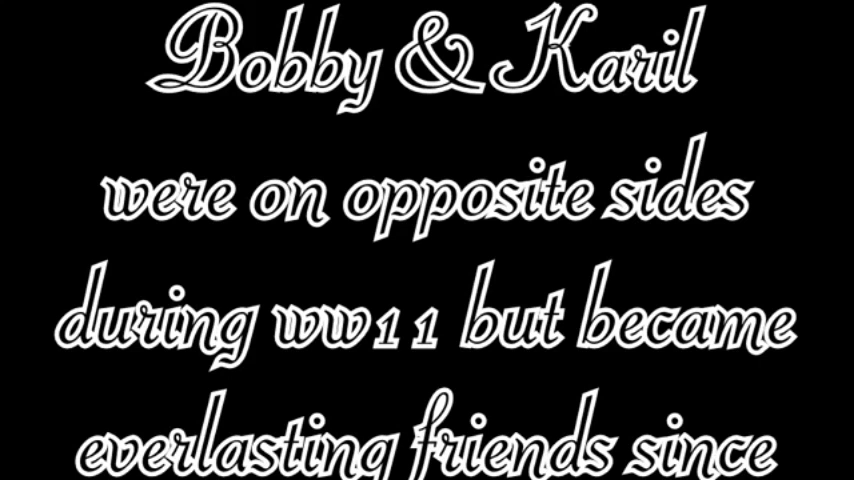 Bobby & Karil
were on opposite sides
during ww11 but became
everlasting friends since